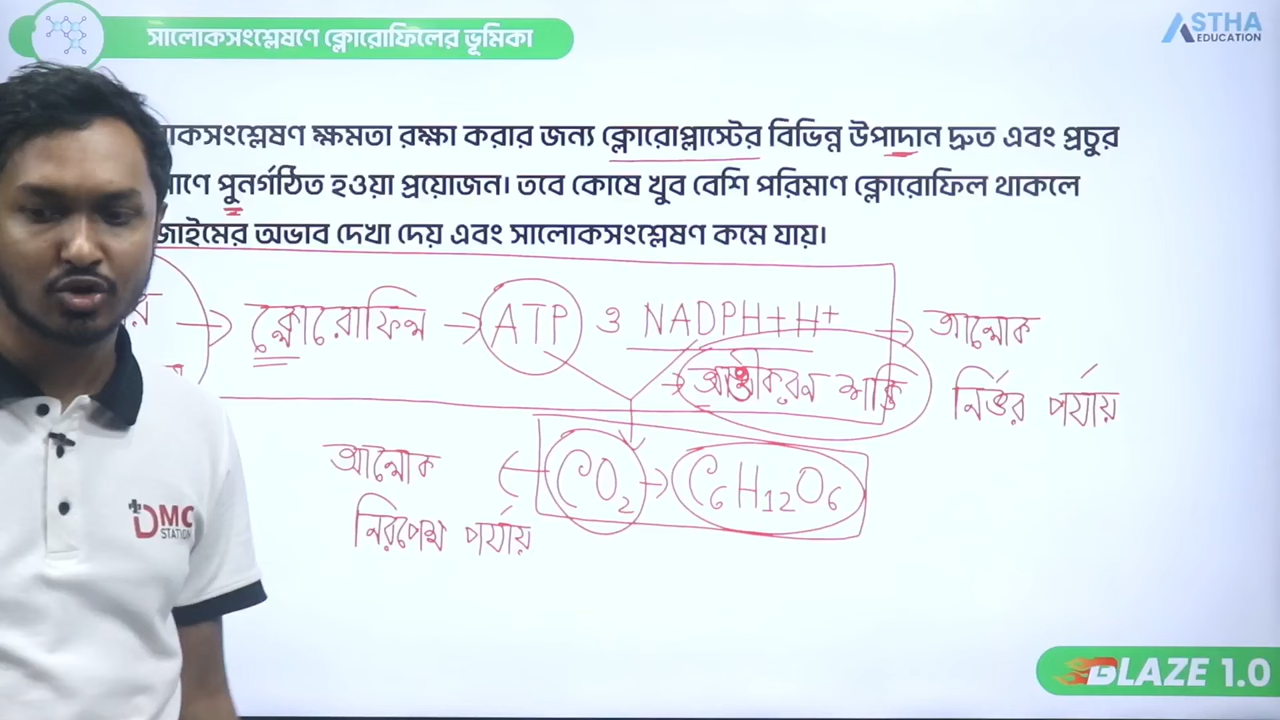 সালোকসংশ্লেষণে ক্লোরোফিলের ভূমিকা
ASTHA
EDUCATION
লোকসংশ্লেষণ ক্ষমতা রক্ষা করার জন্য ক্লোরোপ্লাস্টের বিভিন্ন উপাদান দ্রুত এবং প্রচুর
মাণে পুনর্গঠিত হওয়া প্রয়োজন। তবে কোষে খুব বেশি পরিমাণ ক্লোরোফিল থাকলে
জাইমের অভাব দেখা দেয় এবং সালোকসংশ্লেষণ কমে যায়।
→ ক্লোরোফিল → ATP ও NADPH+H+ → আলোক
→ আত্তীকরন শক্তি নির্ভর পর্যায়
আলোক ← CO₂ → C₆H₁₂O₆
নিরপেক্ষ পর্যায়
DMC
STATION
BLAZE 1.0